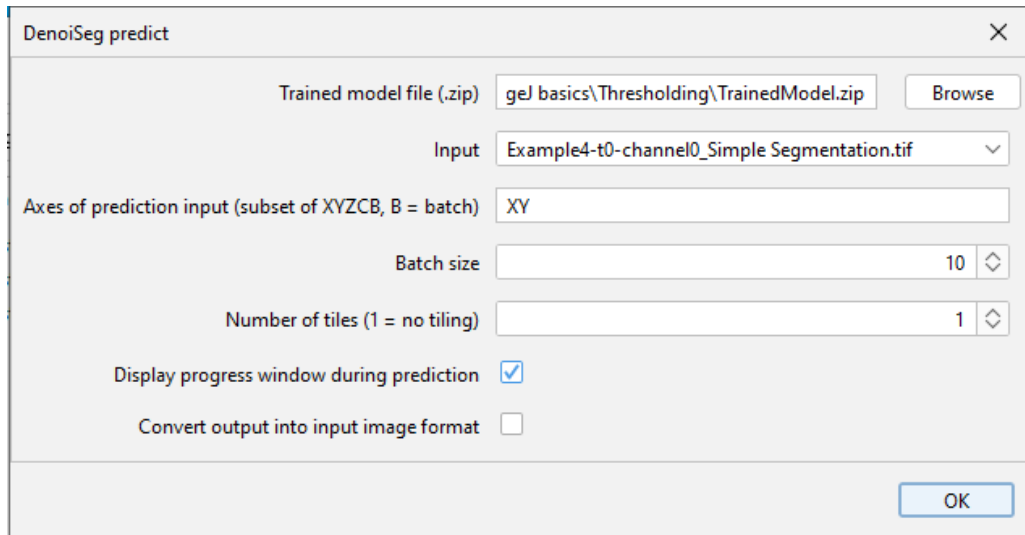 DenoiSeg predict
Trained model file (.zip) geJ basics\Thresholding\TrainedModel.zip Browse
Input Example4-t0-channel0_Simple Segmentation.tif
Axes of prediction input (subset of XYZCB, B = batch) XY
Batch size 10
Number of tiles (1 = no tiling) 1
Display progress window during prediction
Convert output into input image format
OK